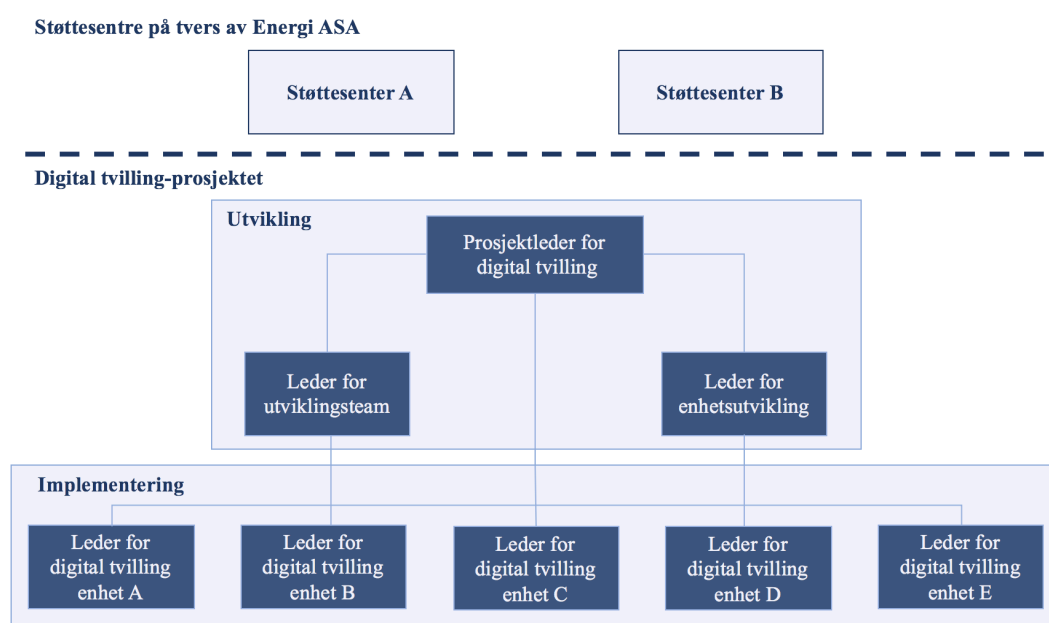 Støttesentre på tvers av Energi ASA
Støttesenter A
Støttesenter B
Digital tvilling-prosjektet
Utvikling
Prosjektleder for
digital tvilling
Leder for
utviklingsteam
Leder for
enhetsutvikling
Implementering
Leder for
digital tvilling
enhet A
Leder for
digital tvilling
enhet B
Leder for
digital tvilling
enhet C
Leder for
digital tvilling
enhet D
Leder for
digital tvilling
enhet E